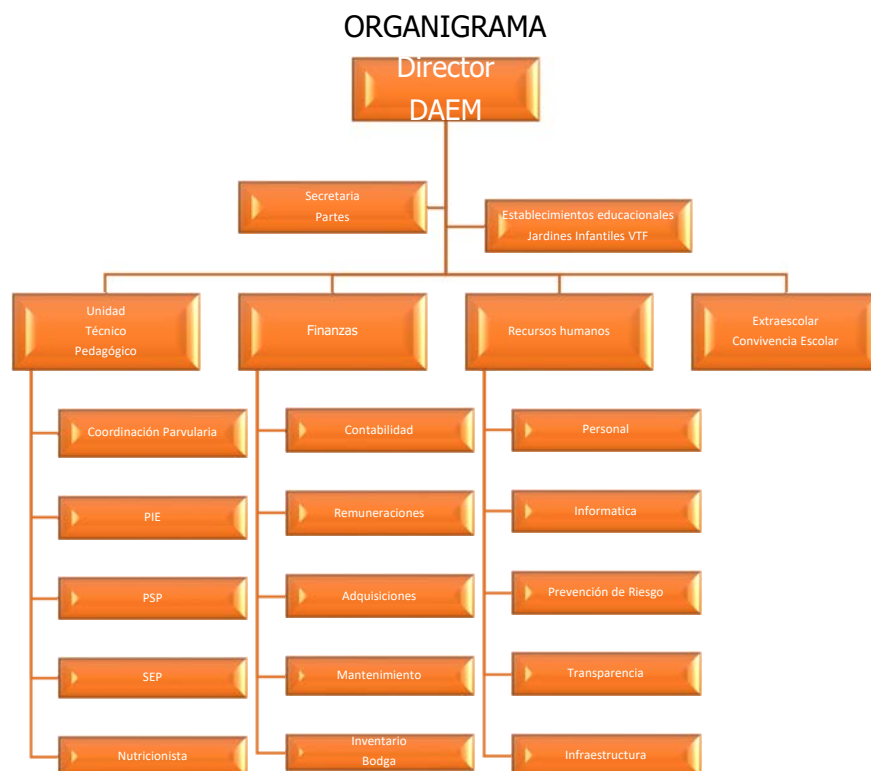 ORGANIGRAMA
Director
DAEM
Secretaria
Partes
Establecimientos educacionales
Jardines Infantiles VTF
Unidad
Técnico
Pedagógico
Finanzas
Recursos humanos
Extraescolar
Convivencia Escolar
Coordinación Parvularia
Contabilidad
Personal
PIE
Remuneraciones
Informatica
PSP
Adquisiciones
Prevención de Riesgo
SEP
Mantenimiento
Transparencia
Nutricionista
Inventario
Bodga
Infraestructura